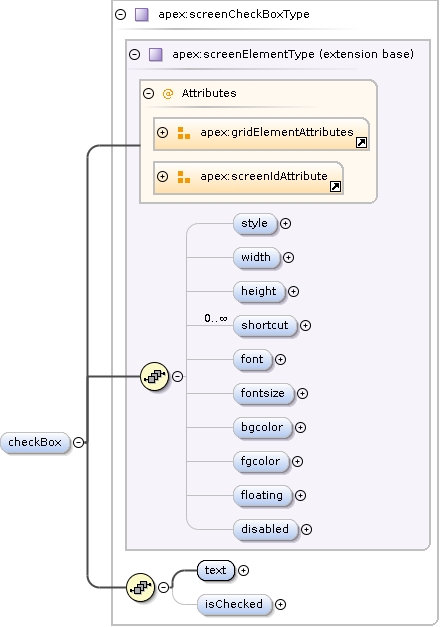 apex:screenCheckBoxType
apex:screenElementType (extension base)
@ Attributes
apex:gridElementAttributes
apex:screenIdAttribute
style
width
height
0..∞
shortcut
font
fontsize
bgcolor
fgcolor
floating
disabled
checkBox
text
isChecked